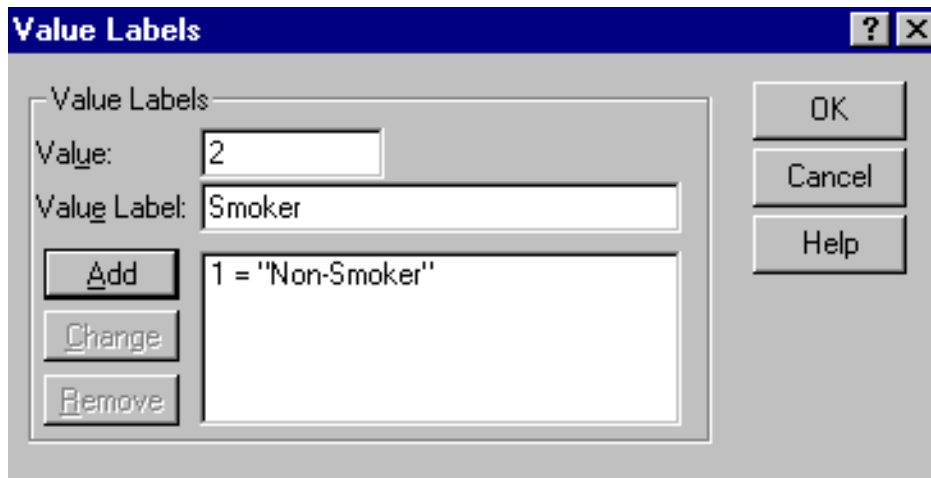 Value Labels
? X
Value Labels
Value: 2
Value Label: Smoker
Add
Change
Remove
1 = "Non-Smoker"
OK
Cancel
Help